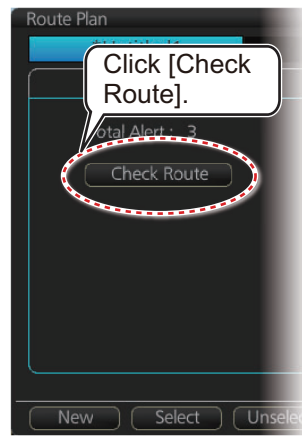 Route Plan
Click [Check
Route].
otal Alert : 3
Check Route
New
Select
Unsele